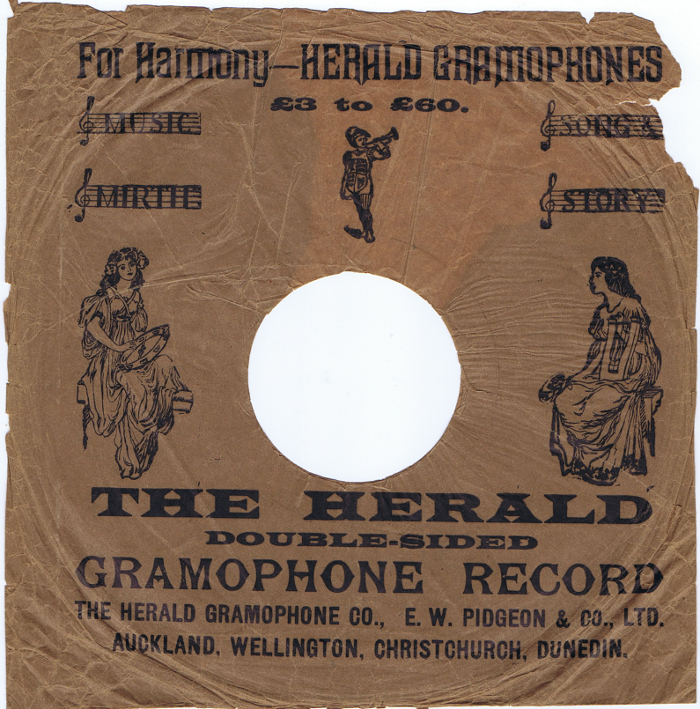 For Harmony—HERALD GRAMOPHONES
£3 to £60.
MUSIC
SONG &
MIRTH
STORY
THE HERALD
DOUBLE-SIDED
GRAMOPHONE RECORD
THE HERALD GRAMOPHONE CO., E. W. PIDGEON & CO., LTD.
AUCKLAND, WELLINGTON, CHRISTCHURCH, DUNEDIN.